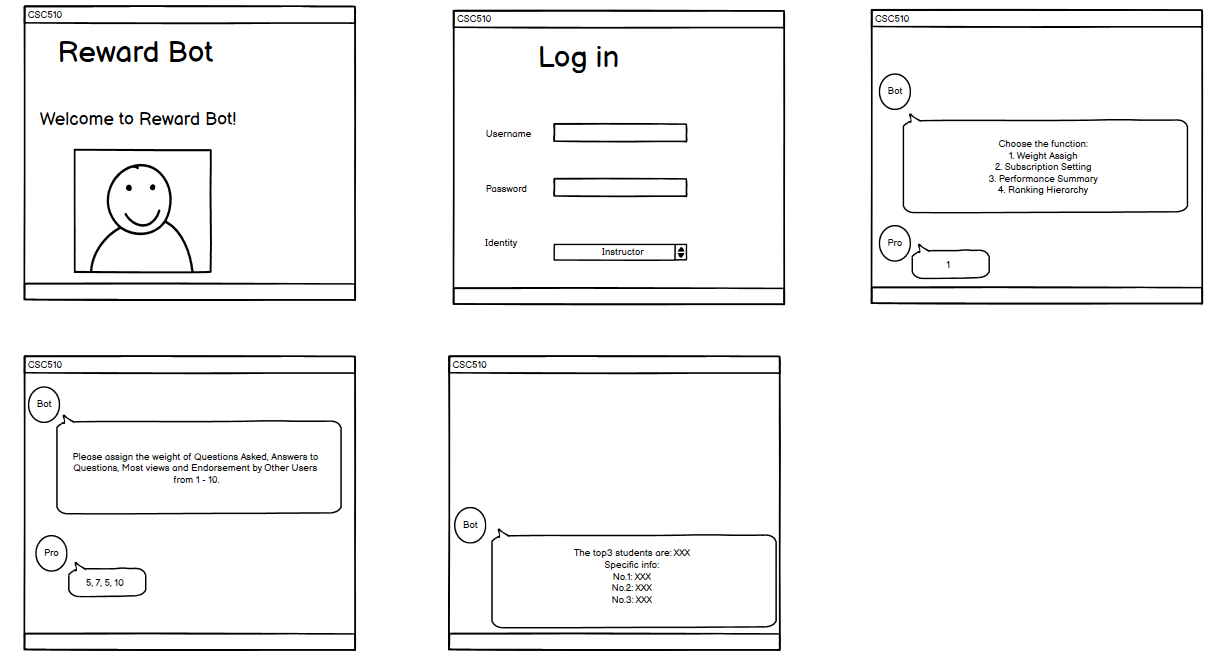 CSC510
Reward Bot
Welcome to Reward Bot!
CSC510
Log in
Username
Password
Identity
Instructor
CSC510
Bot
Choose the function:
1. Weight Assigh
2. Subscription Setting
3. Performance Summary
4. Ranking Hierarchy
Pro
1
CSC510
Bot
Please assign the weight of Questions Asked, Answers to
Questions, Most views and Endorsement by Other Users
from 1 - 10.
Pro
5, 7, 5, 10
CSC510
Bot
The top3 students are: XXX
Specific info:
No.1: XXX
No.2: XXX
No.3: XXX